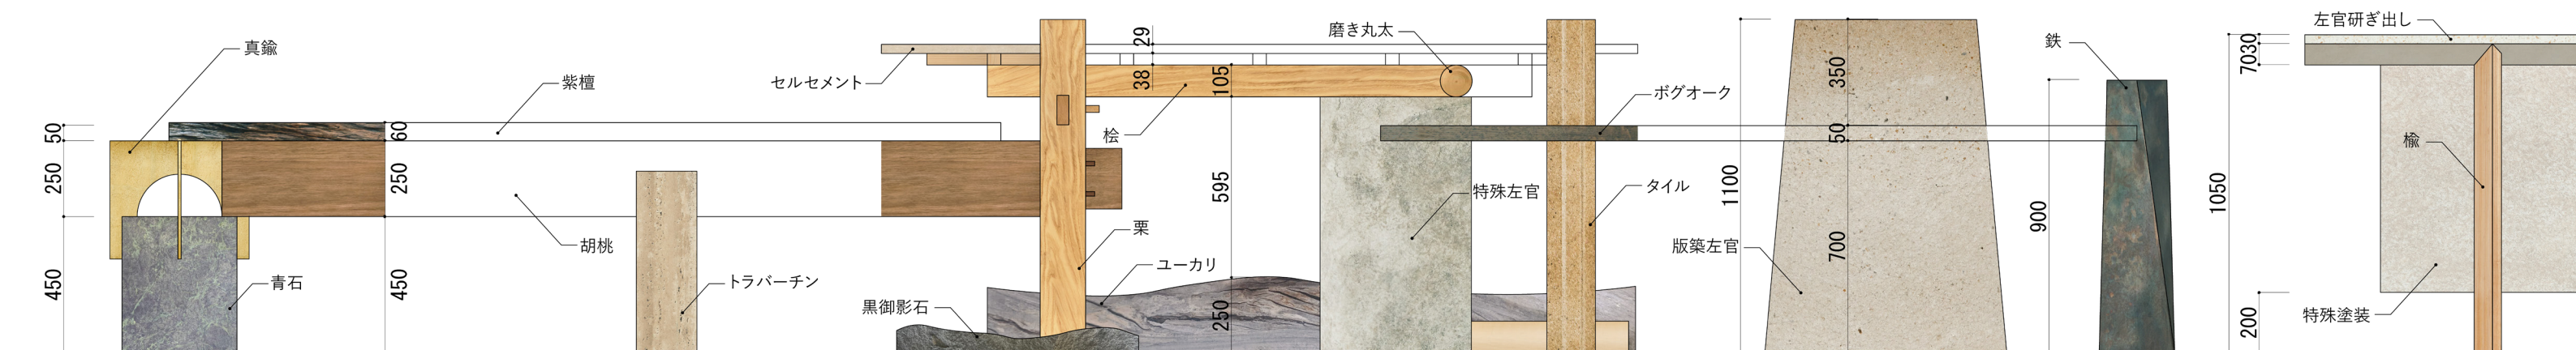 真鍮
紫檀
50
60
250
250
胡桃
青石
450
450
トラバーチン
セルセメント
29
38
105
磨き丸太
桧
595
栗
ユーカリ
黒御影石
250
特殊左官
ボグオーク
タイル
1100
版築左官
350
50
700
鉄
900
左官研ぎ出し
30
70
1050
楡
特殊塗装
200